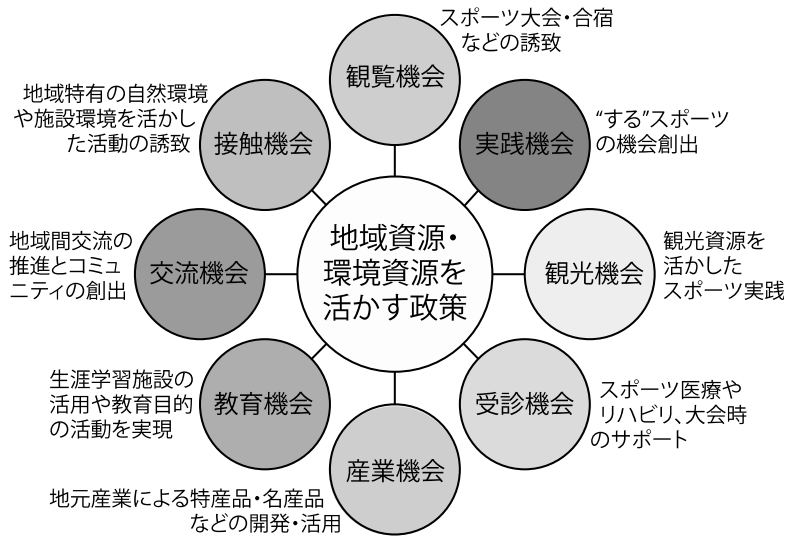 スポーツ大会・合宿
などの誘致
観覧機会
地域特有の自然環境
や施設環境を活かし
た活動の誘致
接触機会
実践機会
“する”スポーツ
の機会創出
地域資源・
環境資源を
活かす政策
地域間交流の
推進とコミュ
ニティの創出
交流機会
観光機会
観光資源を
活かした
スポーツ実践
生涯学習施設の
活用や教育目的
の活動を実現
教育機会
受診機会
スポーツ医療や
リハビリ、大会時
のサポート
産業機会
地元産業による特産品・名産品
などの開発・活用